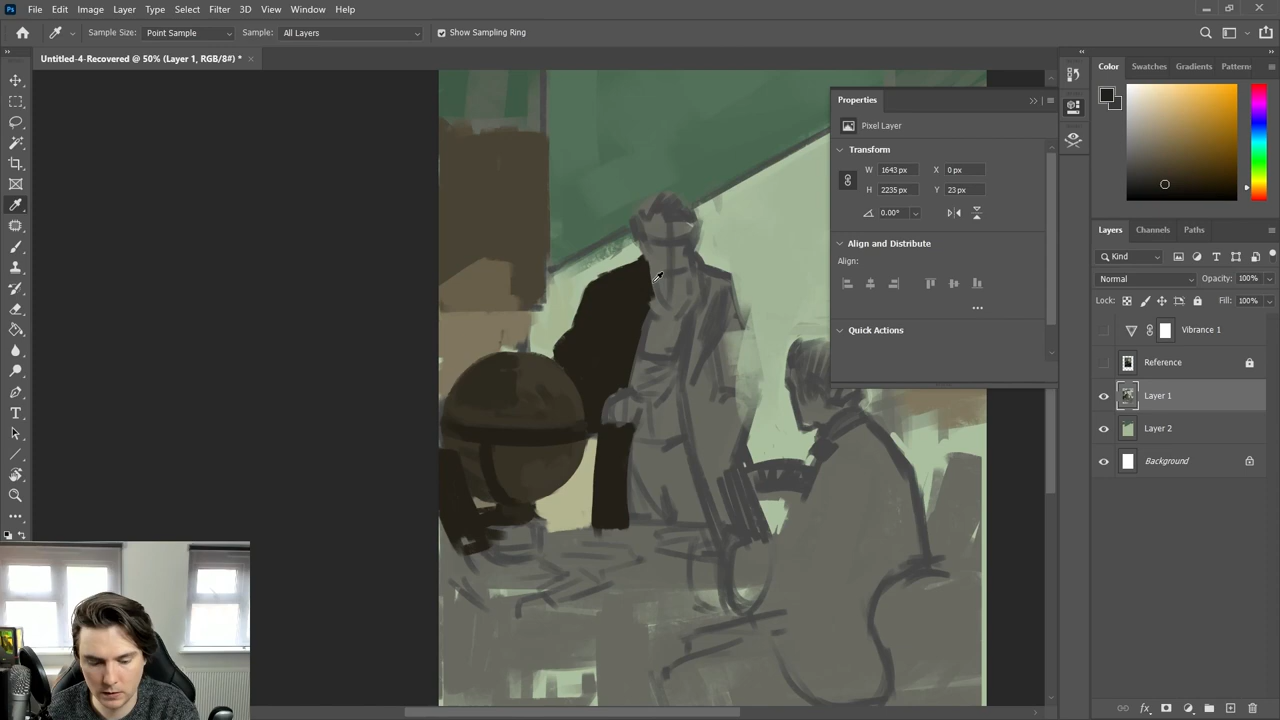 Ps File Edit Image Layer Type Select Filter 3D View Window Help
Sample Size: Point Sample Sample: All Layers Show Sampling Ring
Untitled-4-Recovered @ 50% (Layer 1, RGB/8#) *
Color Swatches Gradients Patterns
Properties
Pixel Layer
Transform
W 1643 px X 0 px
H 2235 px Y 23 px
0.00°
Align and Distribute
Align:
Quick Actions
Layers Channels Paths
Kind
Normal Opacity: 100%
Lock: Fill: 100%
Vibrance 1
Reference
Layer 1
Layer 2
Background